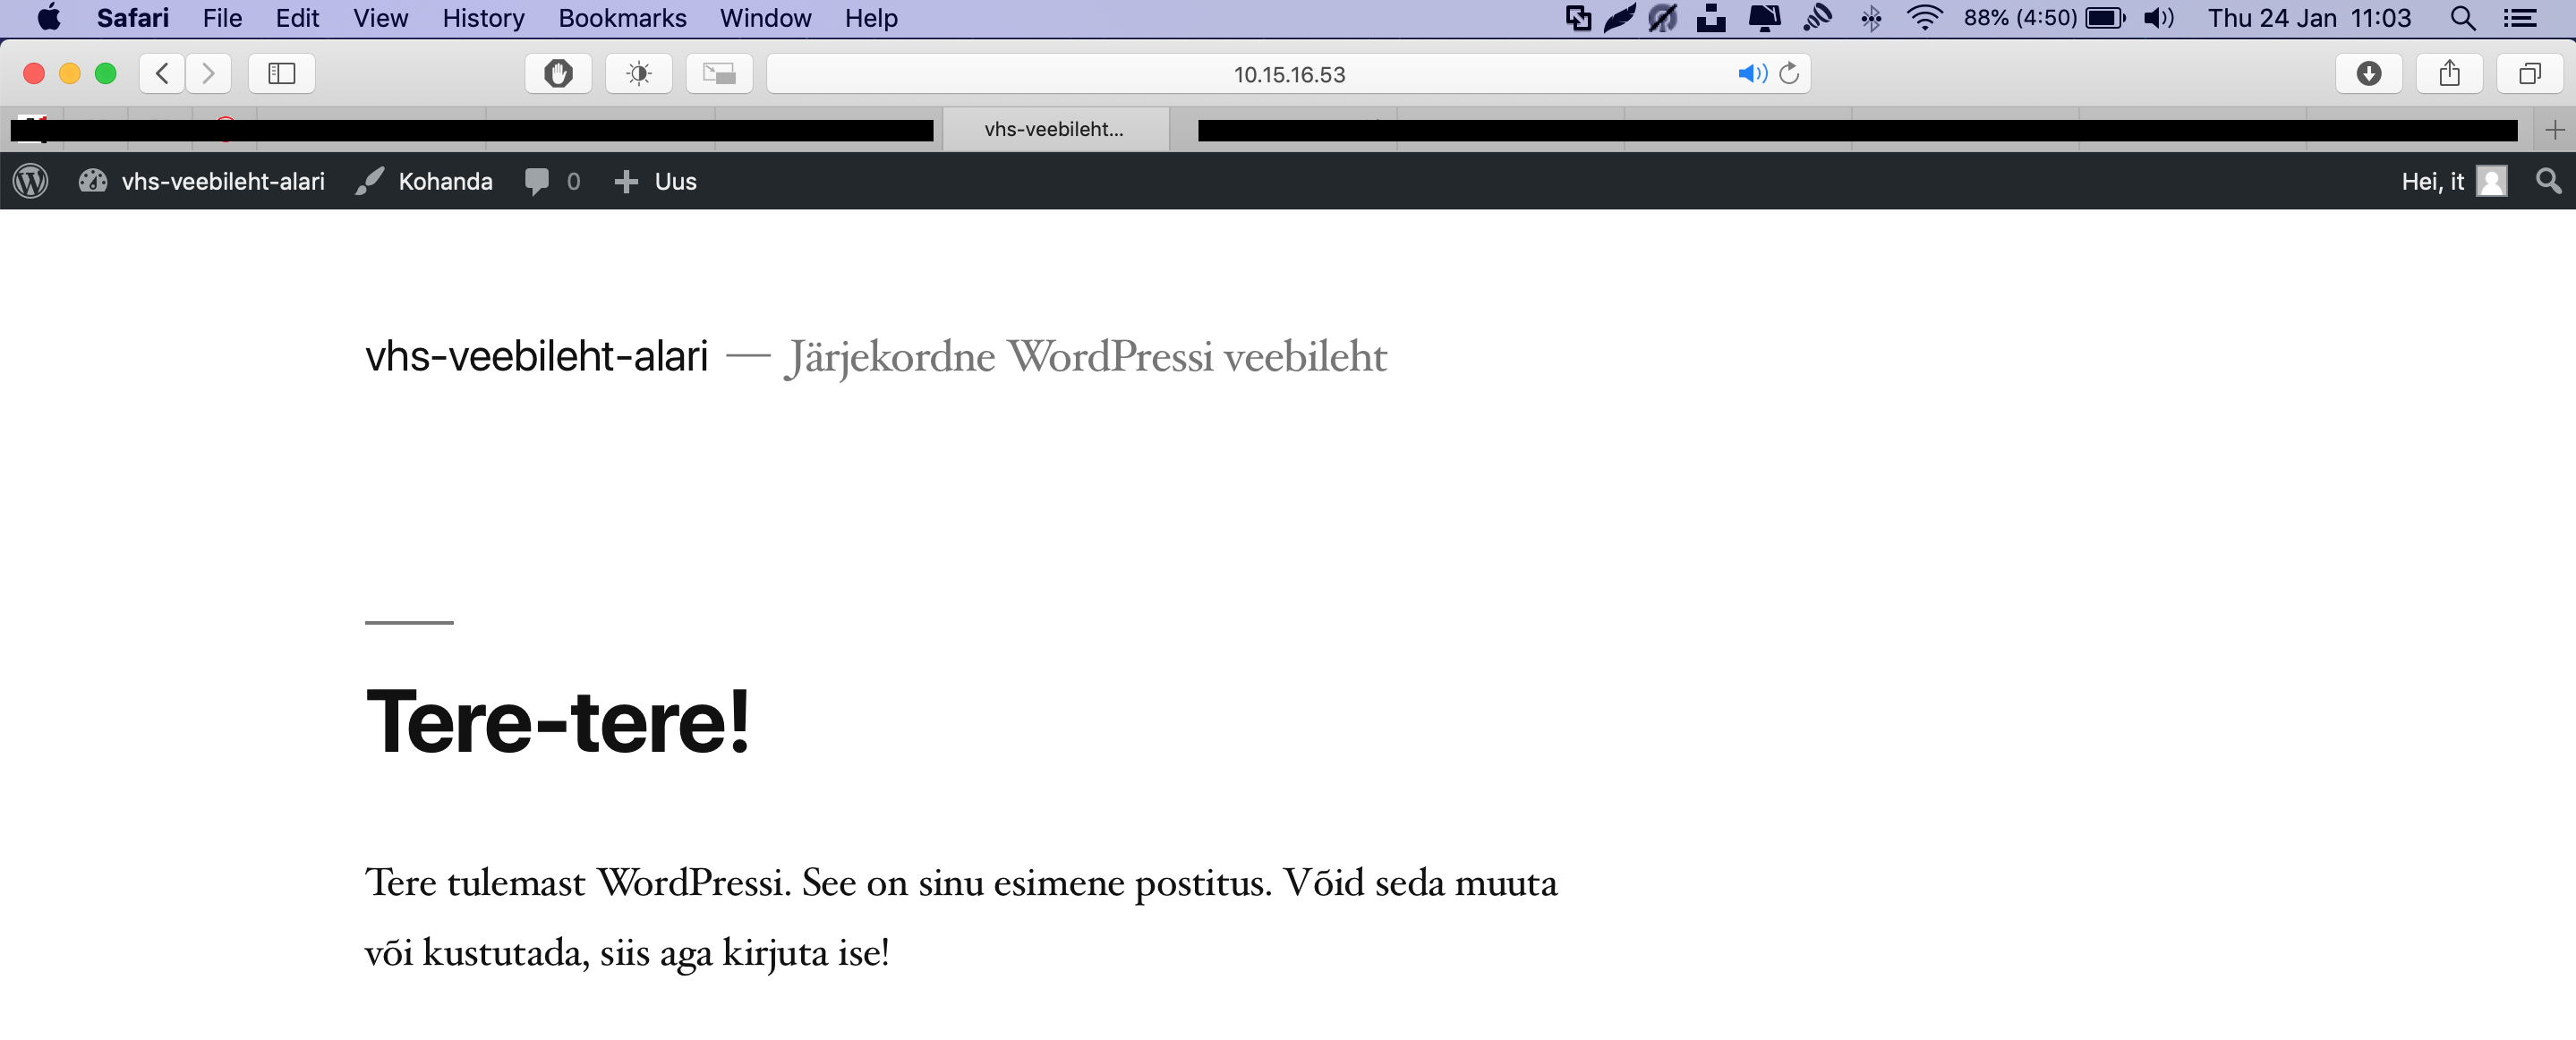 Safari File Edit View History Bookmarks Window Help 88% (4:50) Thu 24 Jan 11:03
10.15.16.53
vhs-veebileht...
vhs-veebileht-alari Kohanda 0 Uus Hei, it
vhs-veebileht-alari — Järjekordne WordPressi veebileht
Tere-tere!
Tere tulemast WordPressi. See on sinu esimene postitus. Võid seda muuta
või kustutada, siis aga kirjuta ise!